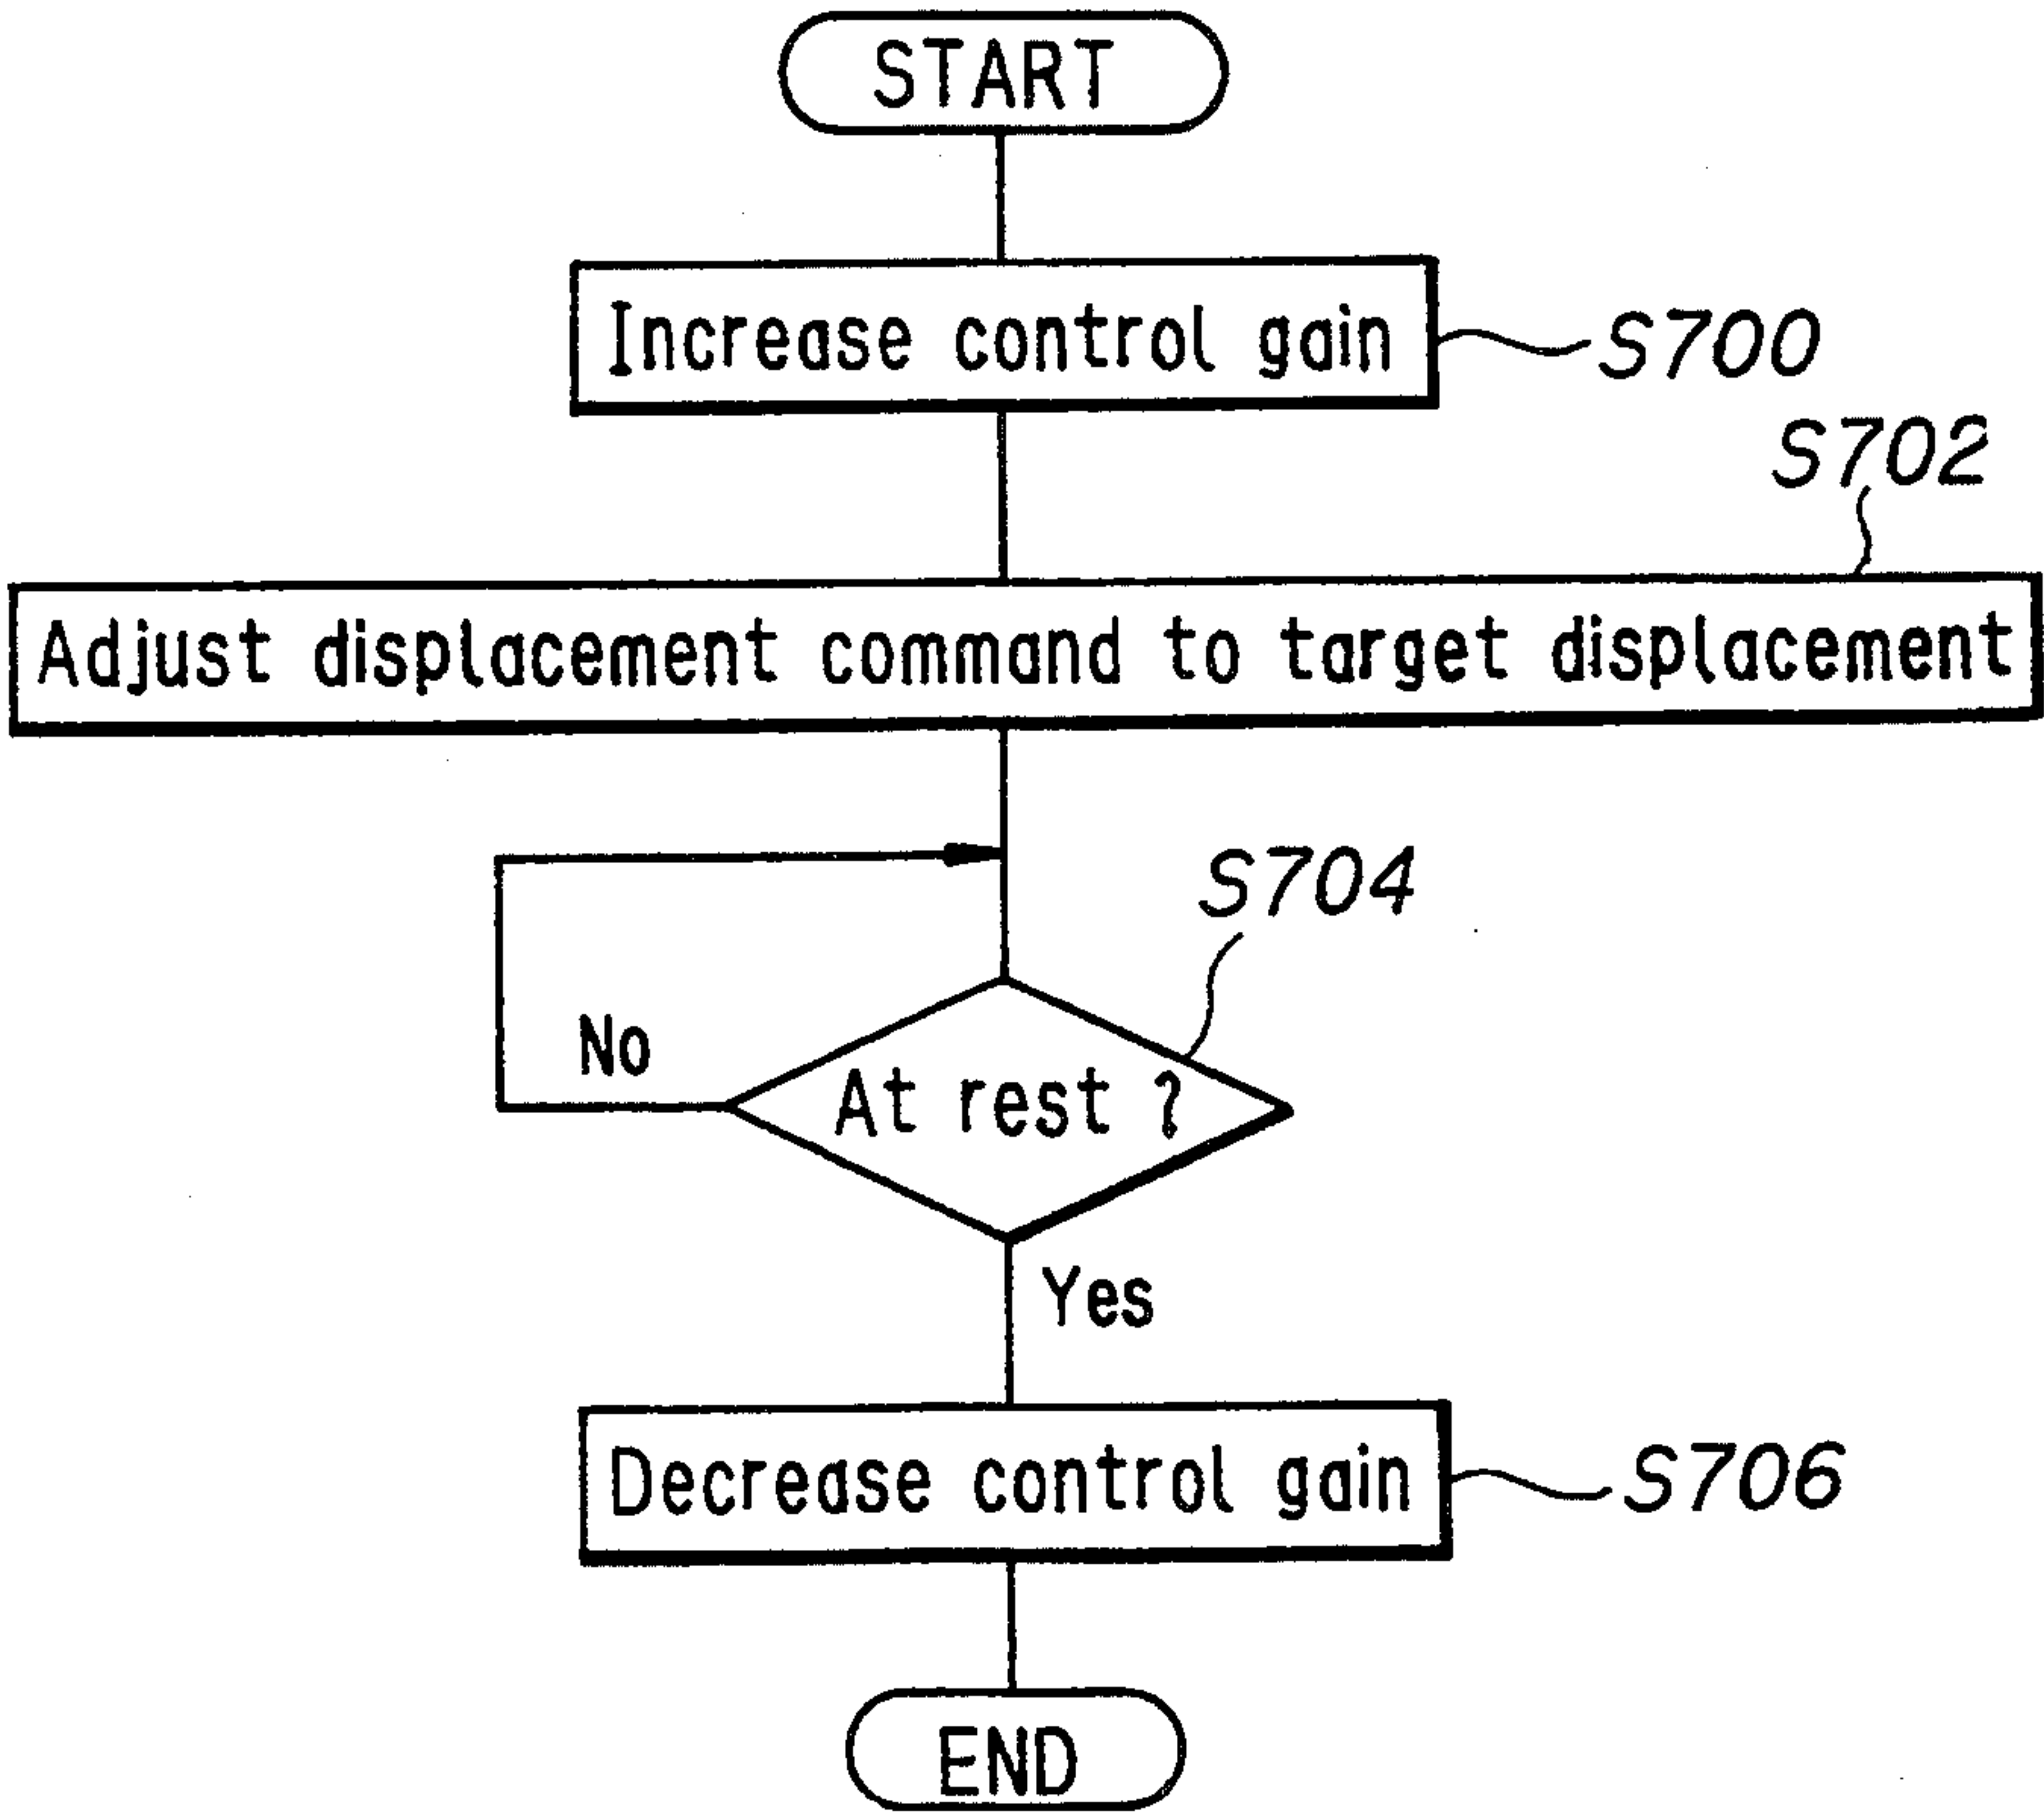 START
Increase control gain
S700
S702
Adjust displacement command to target displacement
S704
No
At rest ?
Yes
Decrease control gain
S706
END